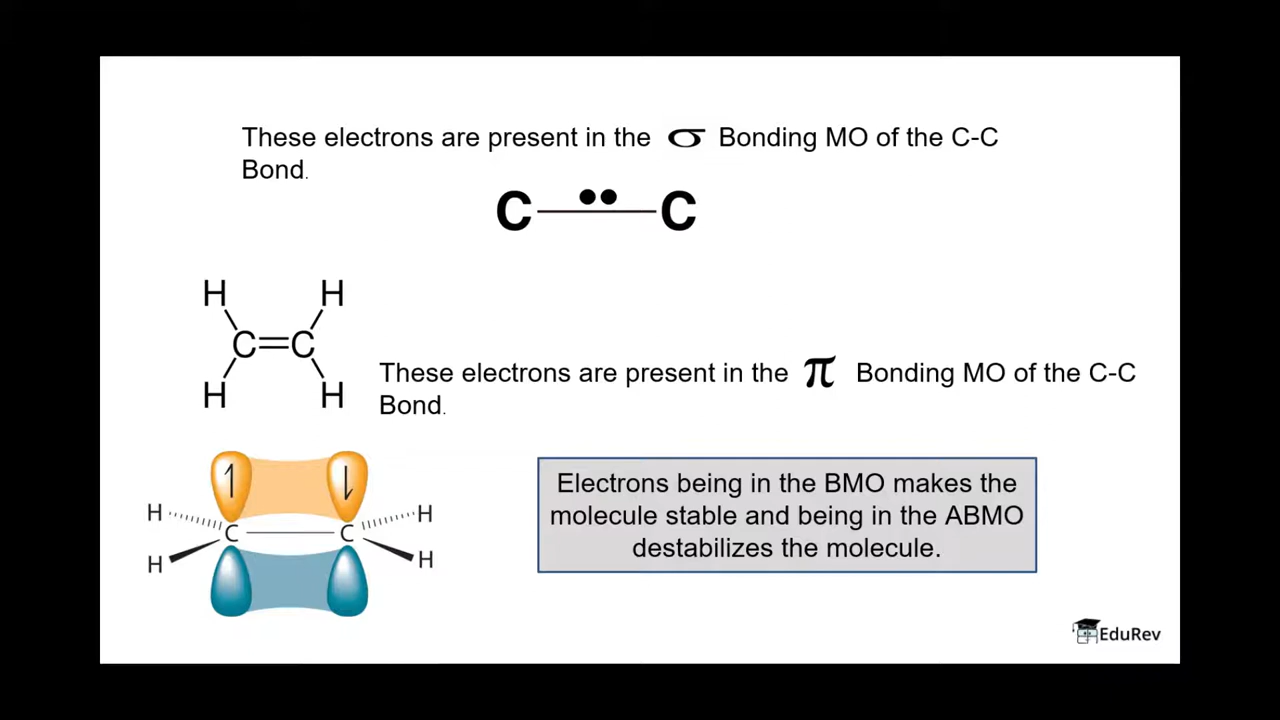 These electrons are present in the σ Bonding MO of the C-C
Bond.
C C
H H
C=C
H H
These electrons are present in the π Bonding MO of the C-C
Bond.
H C C H
H H
Electrons being in the BMO makes the
molecule stable and being in the ABMO
destabilizes the molecule.
EduRev